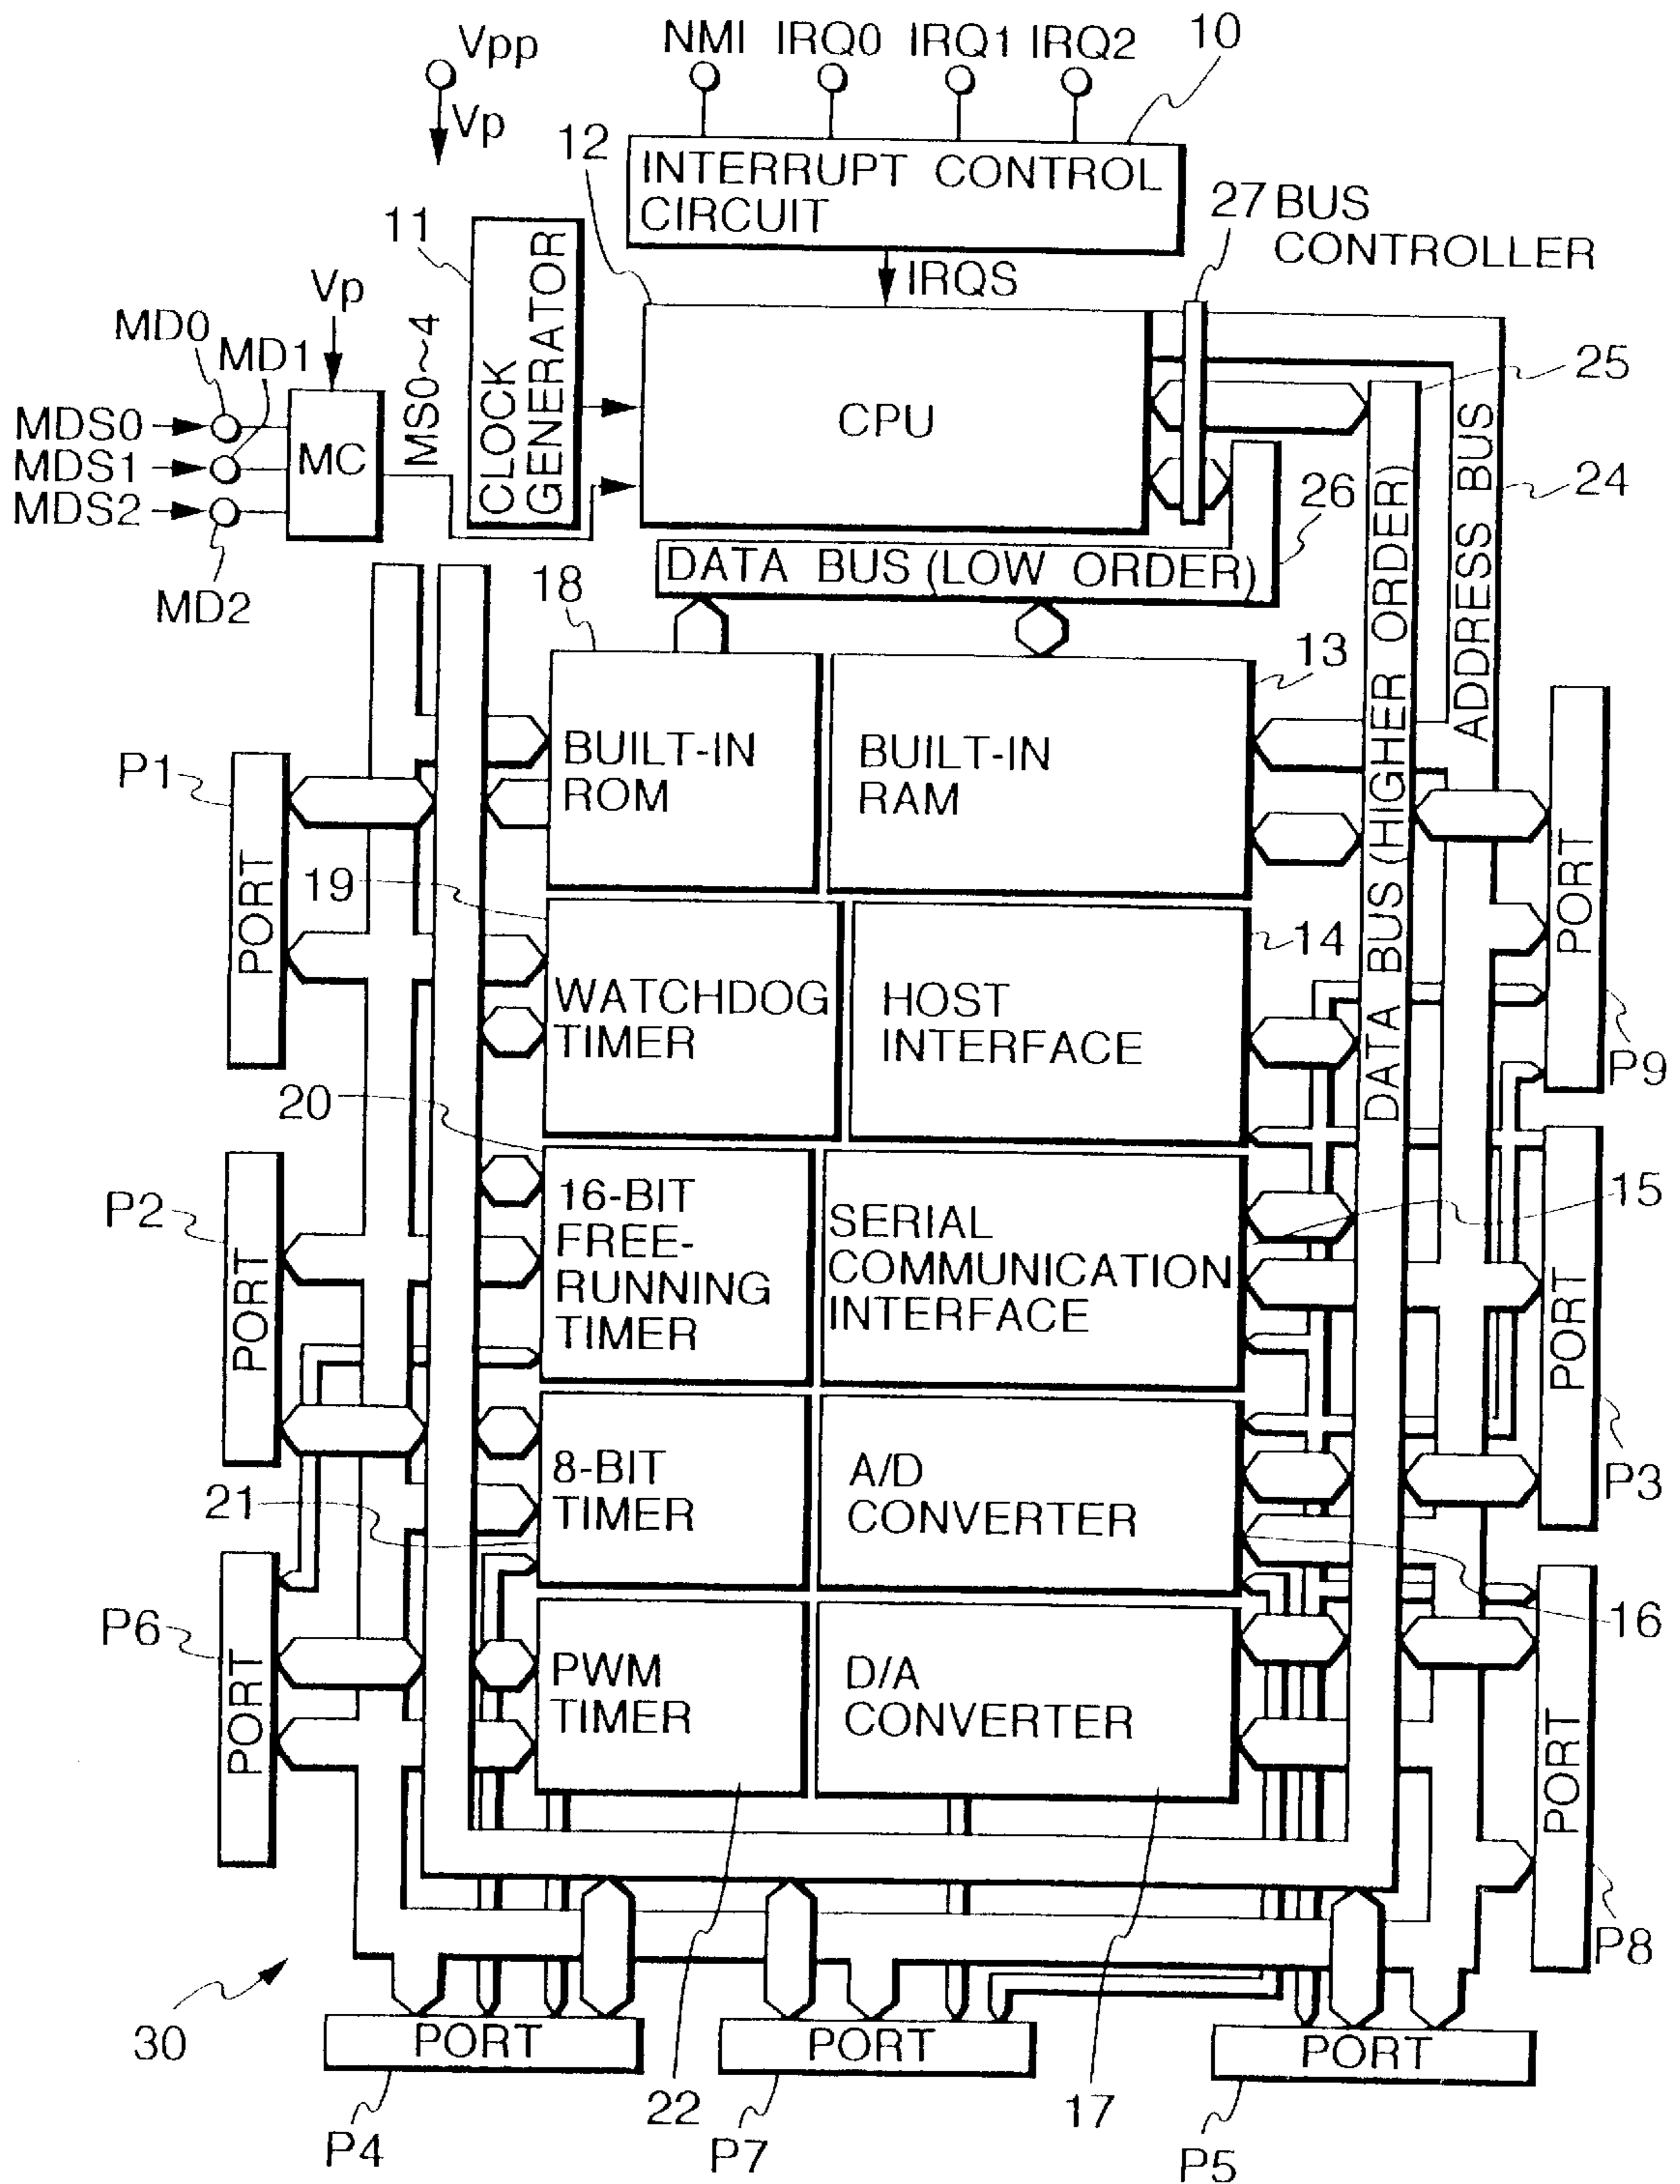 Vpp
Vp
NMI IRQ0 IRQ1 IRQ2
10
12
INTERRUPT CONTROL
CIRCUIT
27 BUS
CONTROLLER
11
CLOCK
GENERATOR
IRQS
Vp
MD0
MD1
MDS0
MDS1
MDS2
MD2
MC
MS0~4
CPU
25
24
26
DATA BUS (LOW ORDER)
DATA BUS (HIGHER ORDER)
ADDRESS BUS
18
13
BUILT-IN
ROM
BUILT-IN
RAM
P1
PORT
19
14
WATCHDOG
TIMER
HOST
INTERFACE
PORT
P9
20
P2
PORT
16-BIT
FREE-
RUNNING
TIMER
SERIAL
COMMUNICATION
INTERFACE
15
PORT
P3
21
8-BIT
TIMER
A/D
CONVERTER
16
P6
PORT
PWM
TIMER
D/A
CONVERTER
PORT
P8
30
PORT
PORT
PORT
P4
22
P7
17
P5